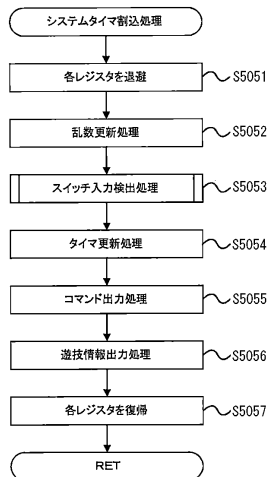 システムタイマ割込処理
各レジスタを退避
S5051
乱数更新処理
S5052
スイッチ入力検出処理
S5053
タイマ更新処理
S5054
コマンド出力処理
S5055
遊技情報出力処理
S5056
各レジスタを復帰
S5057
RET